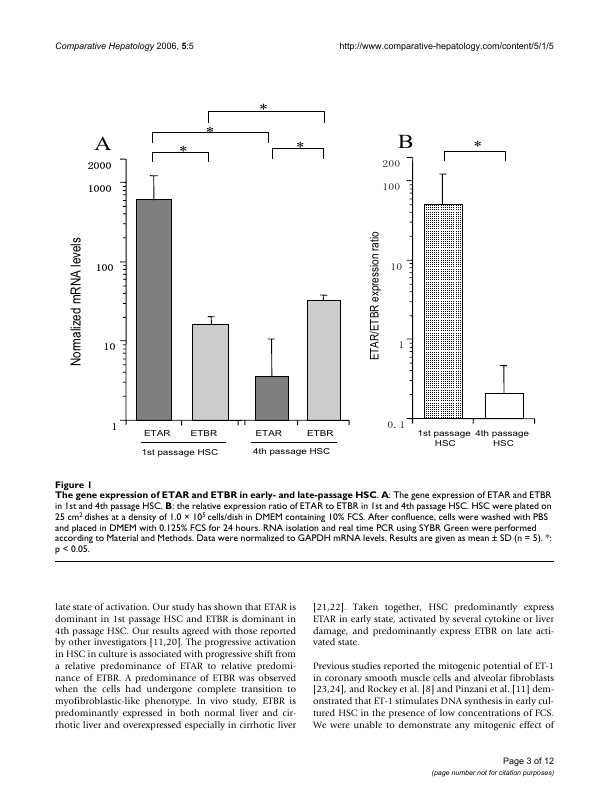 Comparative Hepatology 2006, 5:5
http://www.comparative-hepatology.com/content/5/1/5
A
*
*
*
*
Normalized mRNA levels
2000
1000
100
10
1
ETAR
ETBR
ETAR
ETBR
1st passage HSC
4th passage HSC
B
*
ETAR/ETBR expression ratio
200
100
10
1
0.1
1st passage HSC
4th passage HSC
Figure 1
The gene expression of ETAR and ETBR in early- and late-passage HSC. A: The gene expression of ETAR and ETBR
in 1st and 4th passage HSC. B: the relative expression ratio of ETAR to ETBR in 1st and 4th passage HSC. HSC were plated on
25 cm² dishes at a density of 1.0 × 10⁵ cells/dish in DMEM containing 10% FCS. After confluence, cells were washed with PBS
and placed in DMEM with 0.125% FCS for 24 hours. RNA isolation and real time PCR using SYBR Green were performed
according to Material and Methods. Data were normalized to GAPDH mRNA levels. Results are given as mean ± SD (n = 5). *:
p < 0.05.
late state of activation. Our study has shown that ETAR is
dominant in 1st passage HSC and ETBR is dominant in
4th passage HSC. Our results agreed with those reported
by other investigators [11,20]. The progressive activation
in HSC in culture is associated with progressive shift from
a relative predominance of ETAR to relative predomi-
nance of ETBR. A predominance of ETBR was observed
when the cells had undergone complete transition to
myofibroblastic-like phenotype. In vivo study, ETBR is
predominantly expressed in both normal liver and cir-
rhotic liver and overexpressed especially in cirrhotic liver
[21,22]. Taken together, HSC predominantly express
ETAR in early state, activated by several cytokine or liver
damage, and predominantly express ETBR on late acti-
vated state.
Previous studies reported the mitogenic potential of ET-1
in coronary smooth muscle cells and alveolar fibroblasts
[23,24], and Rockey et al. [8] and Pinzani et al. [11] dem-
onstrated that ET-1 stimulates DNA synthesis in early cul-
tured HSC in the presence of low concentrations of FCS.
We were unable to demonstrate any mitogenic effect of
Page 3 of 12
(page number not for citation purposes)